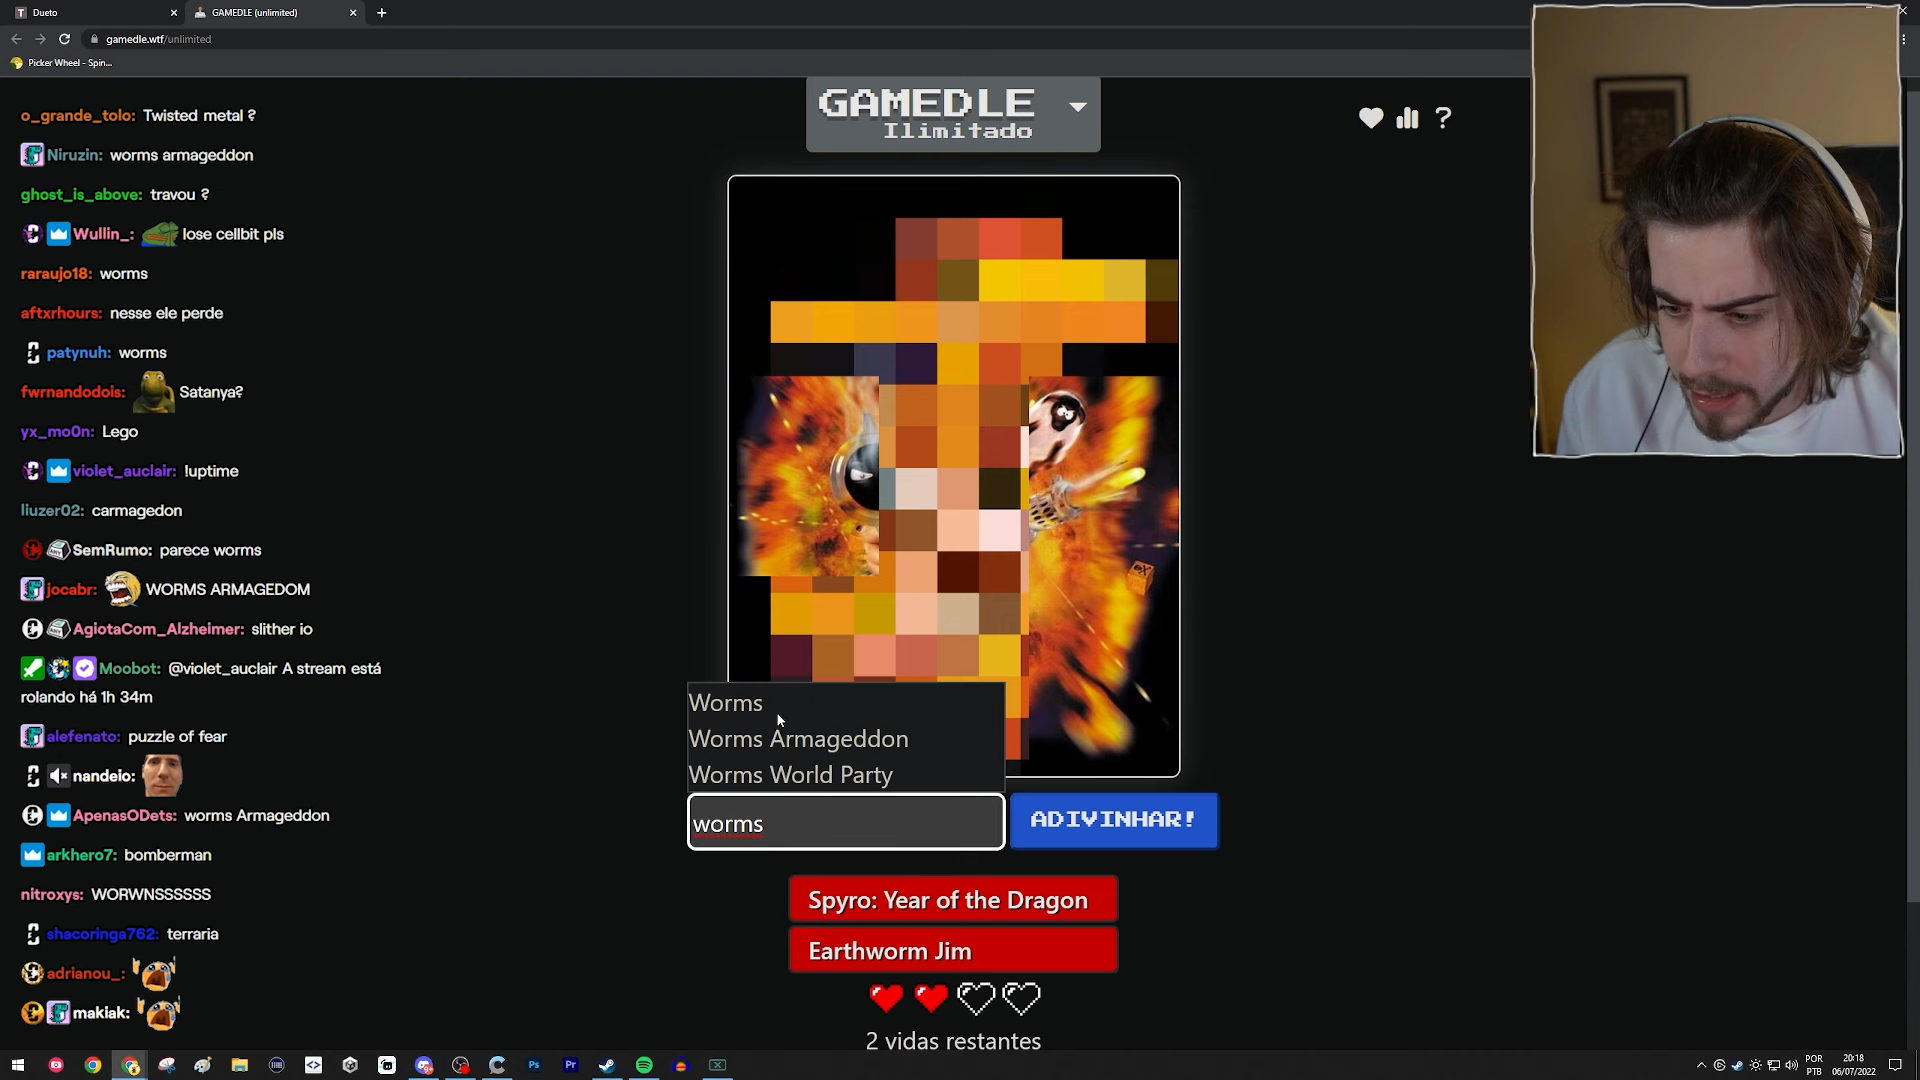 Dueto
GAMEDLE (unlimited)
gamedle.wtf/unlimited
Picker Wheel - Spin...
GAMEDLE
Ilimitado
?
o_grande_tolo: Twisted metal ?
Niruzin: worms armageddon
ghost_is_above: travou ?
Wullin_: lose cellbit pls
raraujo18: worms
aftxrhours: nesse ele perde
patynuh: worms
fwrnandodois: Satanya?
yx_mo0n: Lego
violet_auclair: !uptime
liuzer02: carmagedon
SemRumo: parece worms
jocabr: WORMS ARMAGEDOM
AgiotaCom_Alzheimer: slither io
Moobot: @violet_auclair A stream está
rolando há 1h 34m
alefenato: puzzle of fear
nandeio:
ApenasODets: worms Armageddon
arkhero7: bomberman
nitroxys: WORWNSSSSSS
shacoringa762: terraria
adrianou_:
makiak:
Worms
Worms Armageddon
Worms World Party
worms
ADIVINHAR!
Spyro: Year of the Dragon
Earthworm Jim
2 vidas restantes
Ps
Pr
POR
PTB
20:18
06/07/2022